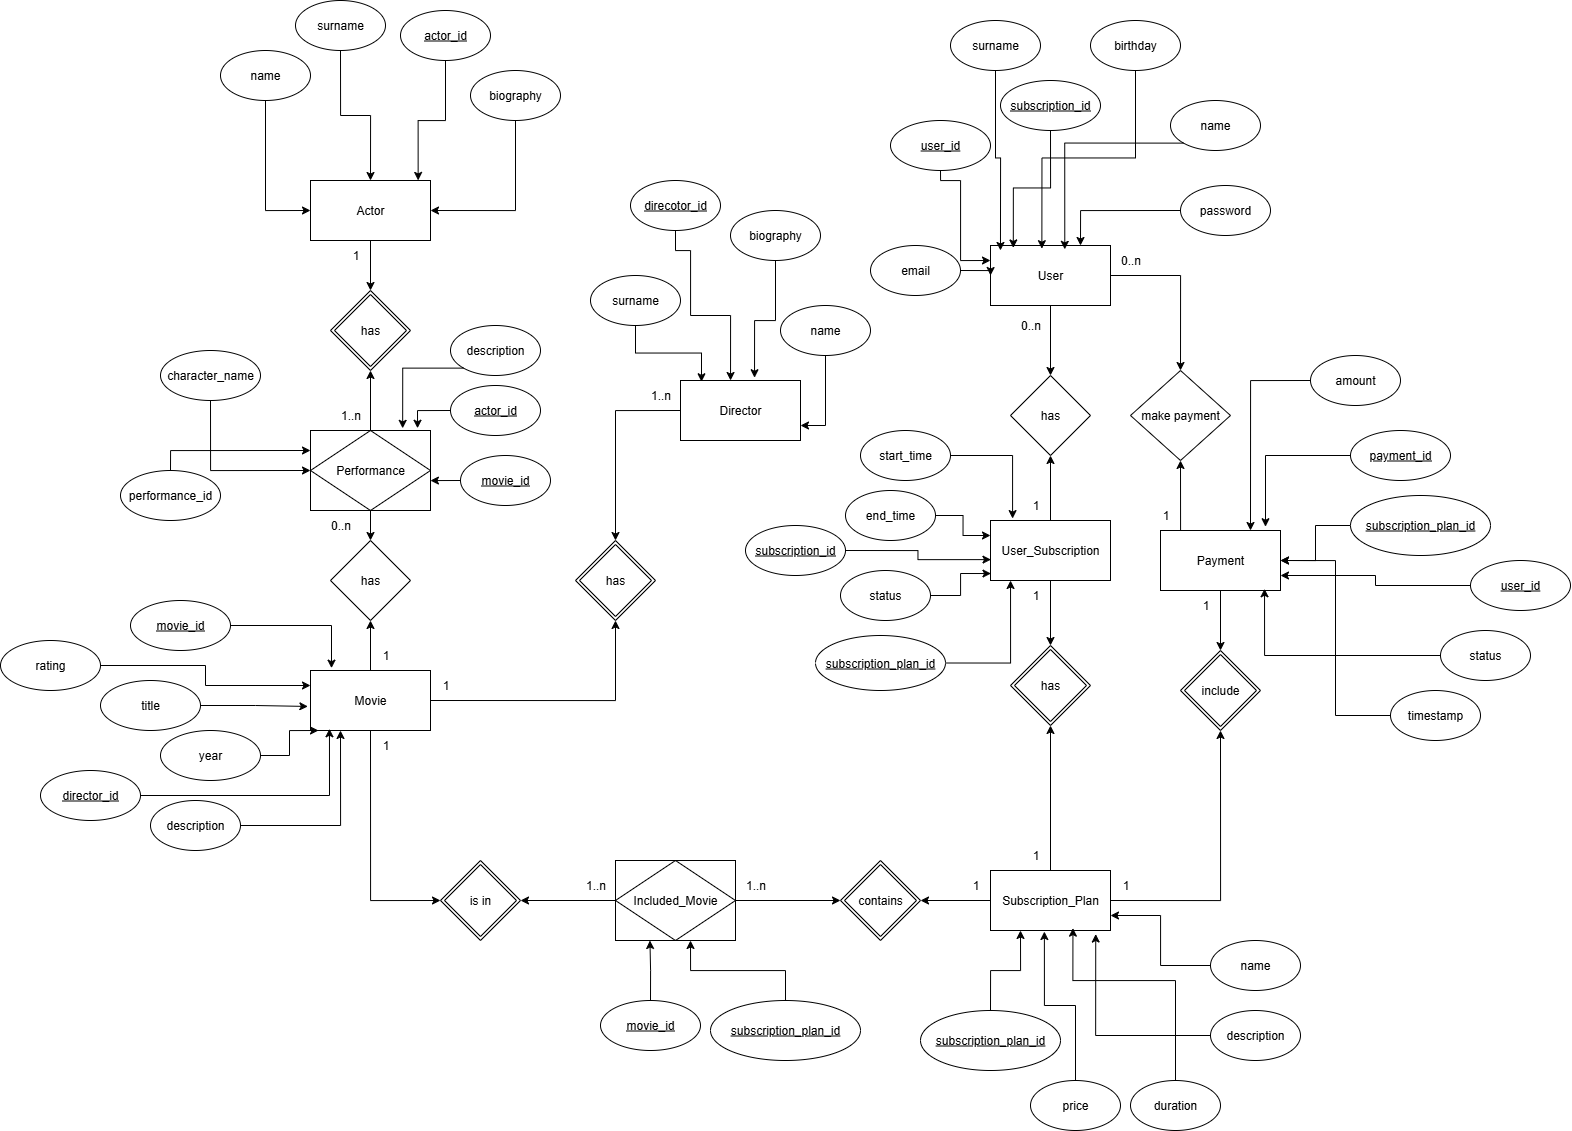 surname
actor_id
name
biography
Actor
1
has
1..n
description
character_name
actor_id
Performance
movie_id
performance_id
0..n
has
1
movie_id
rating
title
Movie
year
director_id
description
1
1
direcotor_id
biography
surname
name
Director
1..n
has
surname
birthday
subscription_id
name
user_id
password
email
User
0..n
0..n
has
make payment
amount
start_time
payment_id
end_time
1
1
subscription_plan_id
subscription_id
User_Subscription
Payment
user_id
status
1
1
subscription_plan_id
has
include
status
timestamp
1
is in
1..n
Included_Movie
1..n
contains
1
Subscription_Plan
1
name
movie_id
subscription_plan_id
subscription_plan_id
description
price
duration